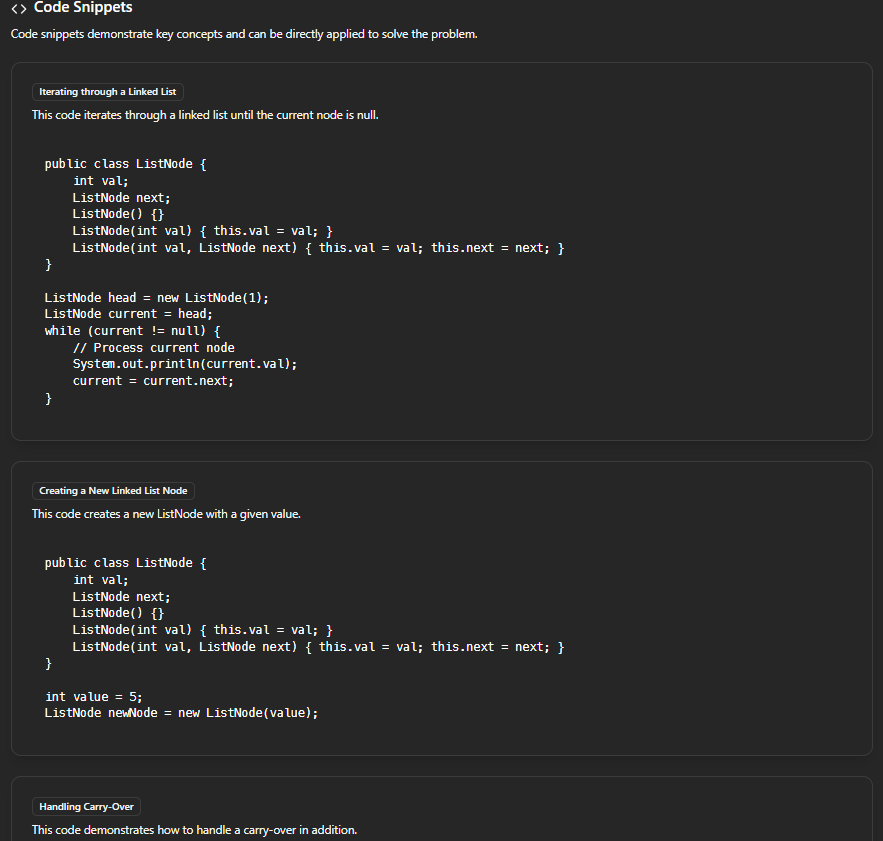 <> Code Snippets
Code snippets demonstrate key concepts and can be directly applied to solve the problem.
Iterating through a Linked List
This code iterates through a linked list until the current node is null.
public class ListNode {
    int val;
    ListNode next;
    ListNode() {}
    ListNode(int val) { this.val = val; }
    ListNode(int val, ListNode next) { this.val = val; this.next = next; }
}
ListNode head = new ListNode(1);
ListNode current = head;
while (current != null) {
    // Process current node
    System.out.println(current.val);
    current = current.next;
}
Creating a New Linked List Node
This code creates a new ListNode with a given value.
public class ListNode {
    int val;
    ListNode next;
    ListNode() {}
    ListNode(int val) { this.val = val; }
    ListNode(int val, ListNode next) { this.val = val; this.next = next; }
}
int value = 5;
ListNode newNode = new ListNode(value);
Handling Carry-Over
This code demonstrates how to handle a carry-over in addition.